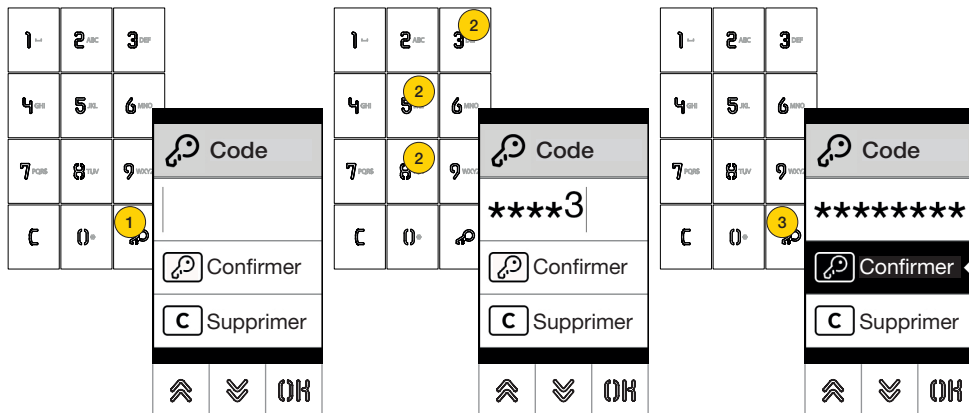 1 2 ABC 3 DEF
4 GHI 5 JKL 6 MNO
7 PQRS 8 TUV 9
C 0 1
Code
Confirmer
C Supprimer
OK
1 2 ABC 3 2
4 GHI 5 2 6 MNO
7 PQRS 8 2 9
C 0
Code
****3
Confirmer
C Supprimer
OK
1 2 ABC 3 DEF
4 GHI 5 JKL 6 MNO
7 PQRS 8 TUV 9
C 0 3
Code
********
Confirmer
C Supprimer
OK